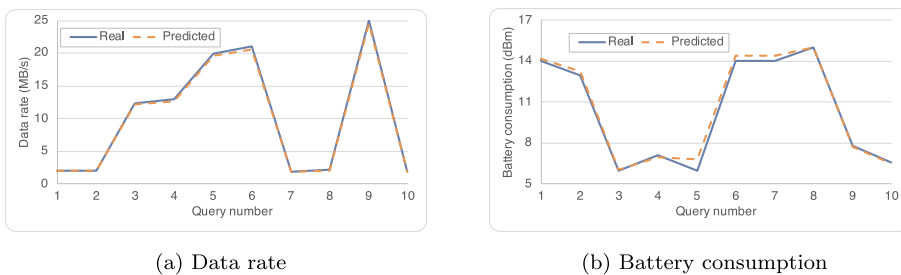 25
20
15
10
5
0
Data rate (MB/s)
Real Predicted
1 2 3 4 5 6 7 8 9 10
Query number
(a) Data rate
17
14
11
8
5
Battery consumption (dBm)
Real Predicted
1 2 3 4 5 6 7 8 9 10
Query number
(b) Battery consumption